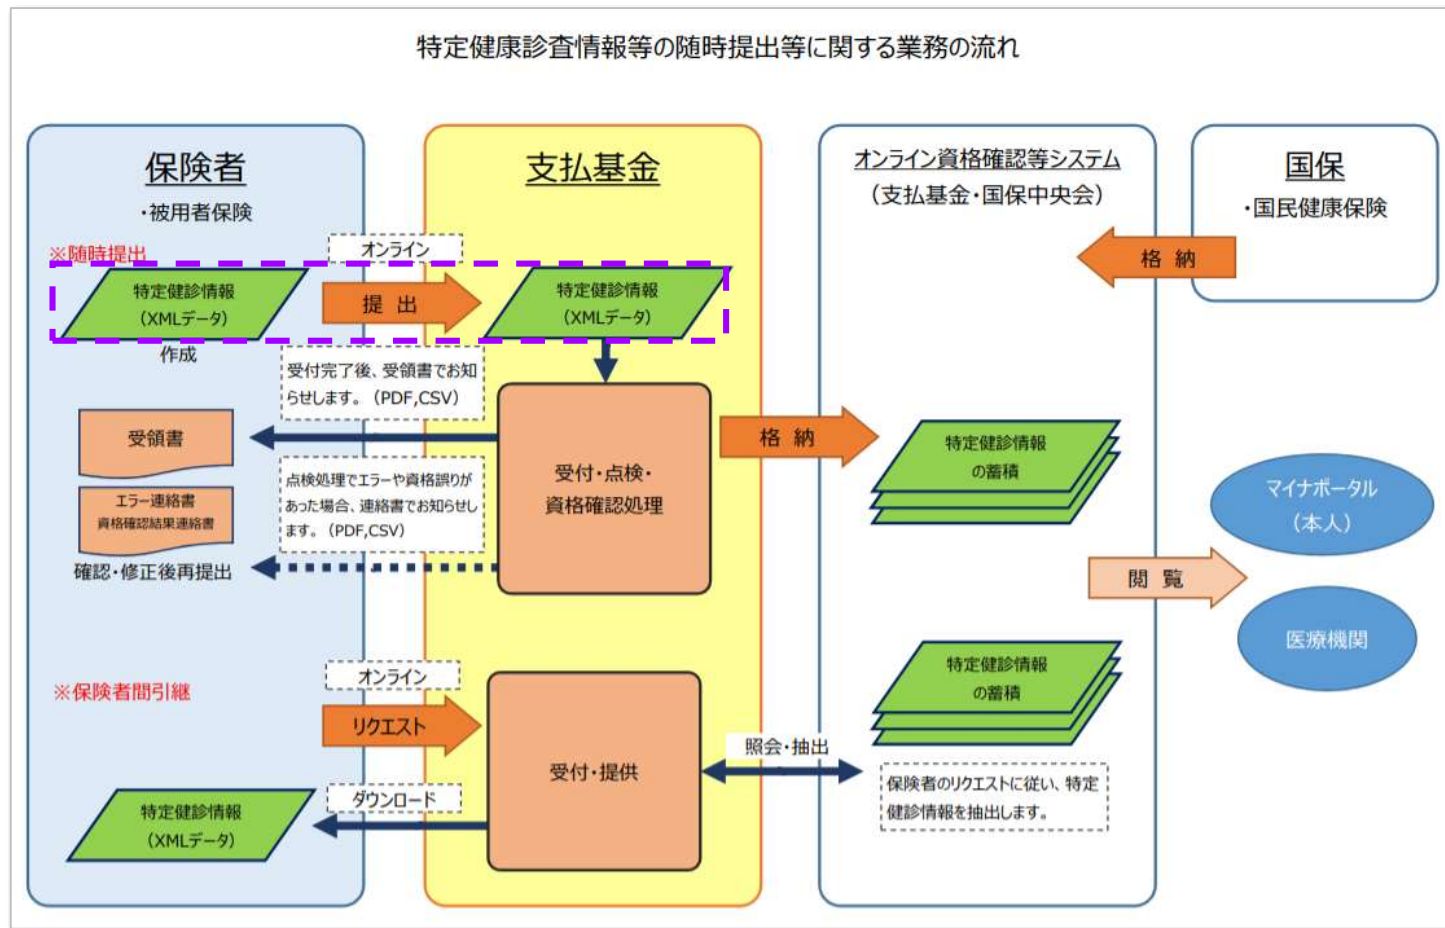 特定健康診査情報等の随時提出等に関する業務の流れ
保険者
・被用者保険
※随時提出
特定健診情報
（XMLデータ）
作成
オンライン
提 出
受付完了後、受領書でお知
らせします。（PDF,CSV）
受領書
点検処理でエラーや資格誤りが
あった場合、連絡書でお知らせし
ます。（PDF,CSV）
エラー連絡書
資格確認結果連絡書
確認・修正後再提出
※保険者間引継
オンライン
リクエスト
ダウンロード
特定健診情報
（XMLデータ）
支払基金
特定健診情報
（XMLデータ）
受付・点検・
資格確認処理
格 納
受付・提供
照会・抽出
オンライン資格確認等システム
（支払基金・国保中央会）
特定健診情報
の蓄積
特定健診情報
の蓄積
保険者のリクエストに従い、特定
健診情報を抽出します。
国保
・国民健康保険
格 納
閲 覧
マイナポータル
（本人）
医療機関